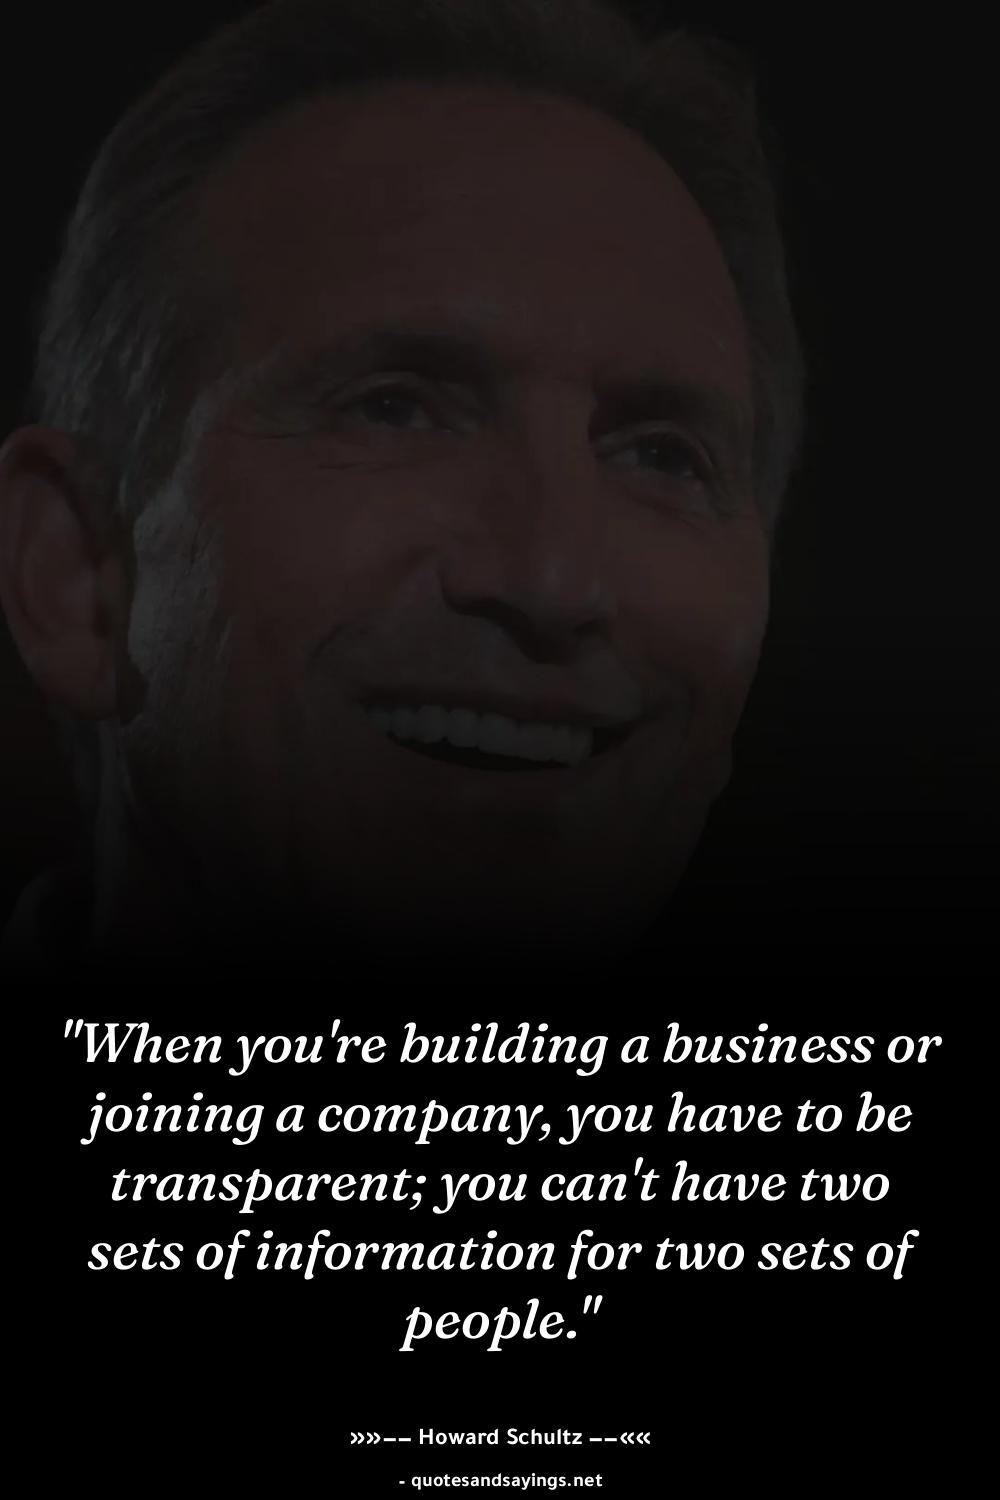 "When you're building a business or
joining a company, you have to be
transparent; you can't have two
sets of information for two sets of
people."
»»−− Howard Schultz −−««
- quotesandsayings.net